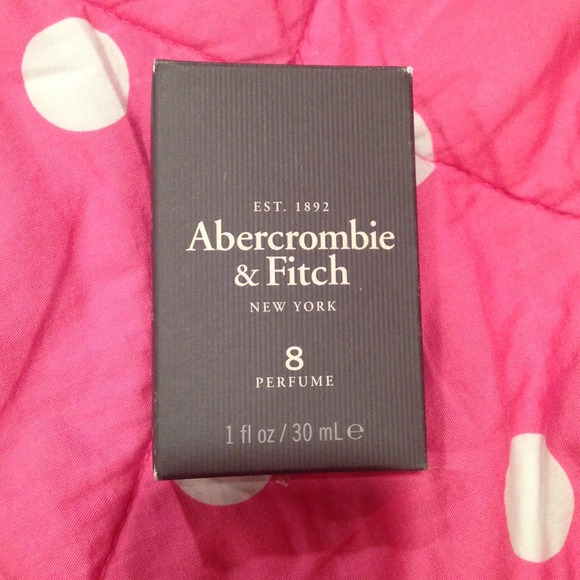 EST. 1892
Abercrombie
& Fitch
NEW YORK
8
PERFUME
1 fl oz / 30 mL ℮